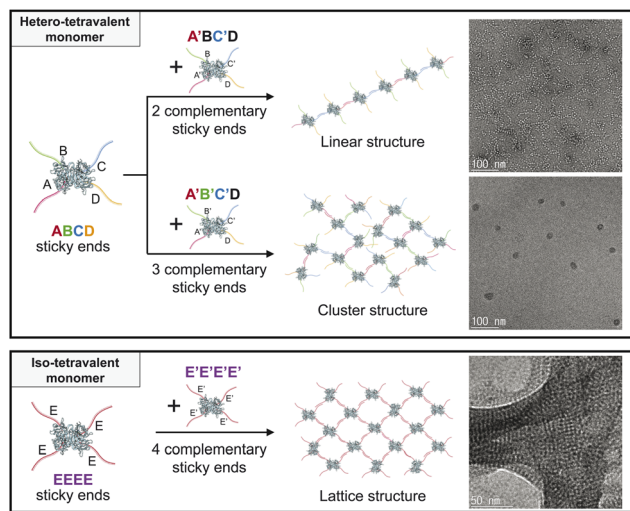 Hetero-tetravalent
monomer
A'BC'D
+
B
C'
A'
D
2 complementary
sticky ends
Linear structure
100 nm
B
C
A
D
ABCD
sticky ends
A'B'C'D
+
B'
C'
A'
D
3 complementary
sticky ends
Cluster structure
100 nm
Iso-tetravalent
monomer
E'E'E'E'
+
E'
E'
E'
E'
4 complementary
sticky ends
Lattice structure
50 nm
E
E
E
E
EEEE
sticky ends